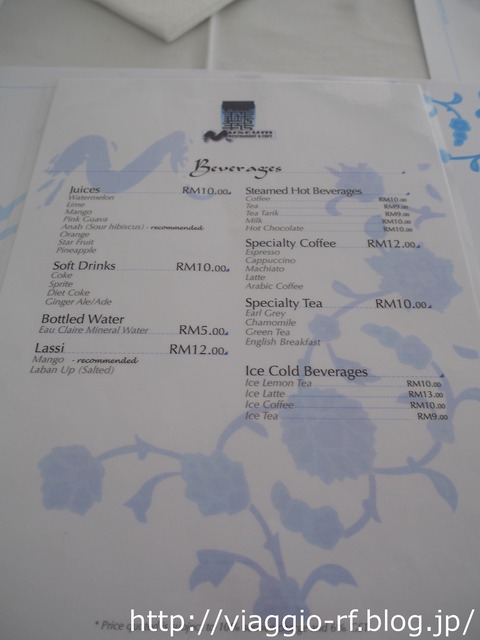 MUSEUM
RESTAURANT & CAFE
Beverages
Juices RM10.00
Watermelon
Lime
Mango
Pink Guava
Anab (Sour hibiscus) - recommended
Orange
Star Fruit
Pineapple
Soft Drinks RM10.00
Coke
Sprite
Diet Coke
Ginger Ale/Ade
Bottled Water
Eau Claire Mineral Water RM5.00
Lassi RM12.00
Mango - recommended
Laban Up (Salted)
Steamed Hot Beverages
Coffee RM10.00
Tea RM9.00
Tea Tarik RM9.00
Milk RM10.00
Hot Chocolate RM10.00
Specialty Coffee RM12.00
Espresso
Cappuccino
Machiato
Latte
Arabic Coffee
Specialty Tea RM10.00
Earl Grey
Chamomile
Green Tea
English Breakfast
Ice Cold Beverages
Ice Lemon Tea RM10.00
Ice Latte RM13.00
Ice Coffee RM10.00
Ice Tea RM9.00
* Price
http://viaggio-rf.blog.jp/